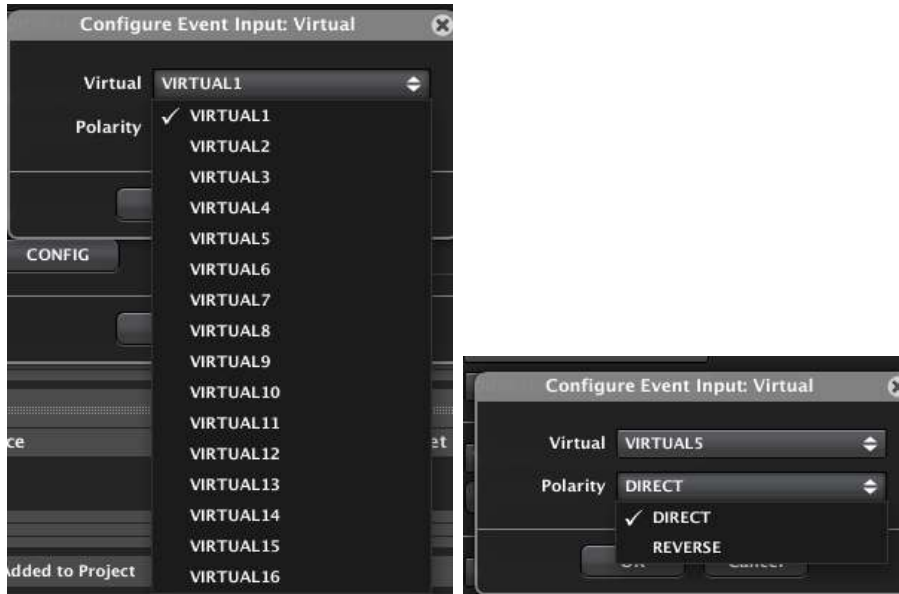 Configure Event Input: Virtual
Virtual VIRTUAL1
Polarity
✓ VIRTUAL1
VIRTUAL2
VIRTUAL3
VIRTUAL4
VIRTUAL5
VIRTUAL6
VIRTUAL7
VIRTUAL8
VIRTUAL9
VIRTUAL10
VIRTUAL11
VIRTUAL12
VIRTUAL13
VIRTUAL14
VIRTUAL15
VIRTUAL16
CONFIG
ce
et
Added to Project
Configure Event Input: Virtual
Virtual VIRTUAL5
Polarity DIRECT
✓ DIRECT
REVERSE